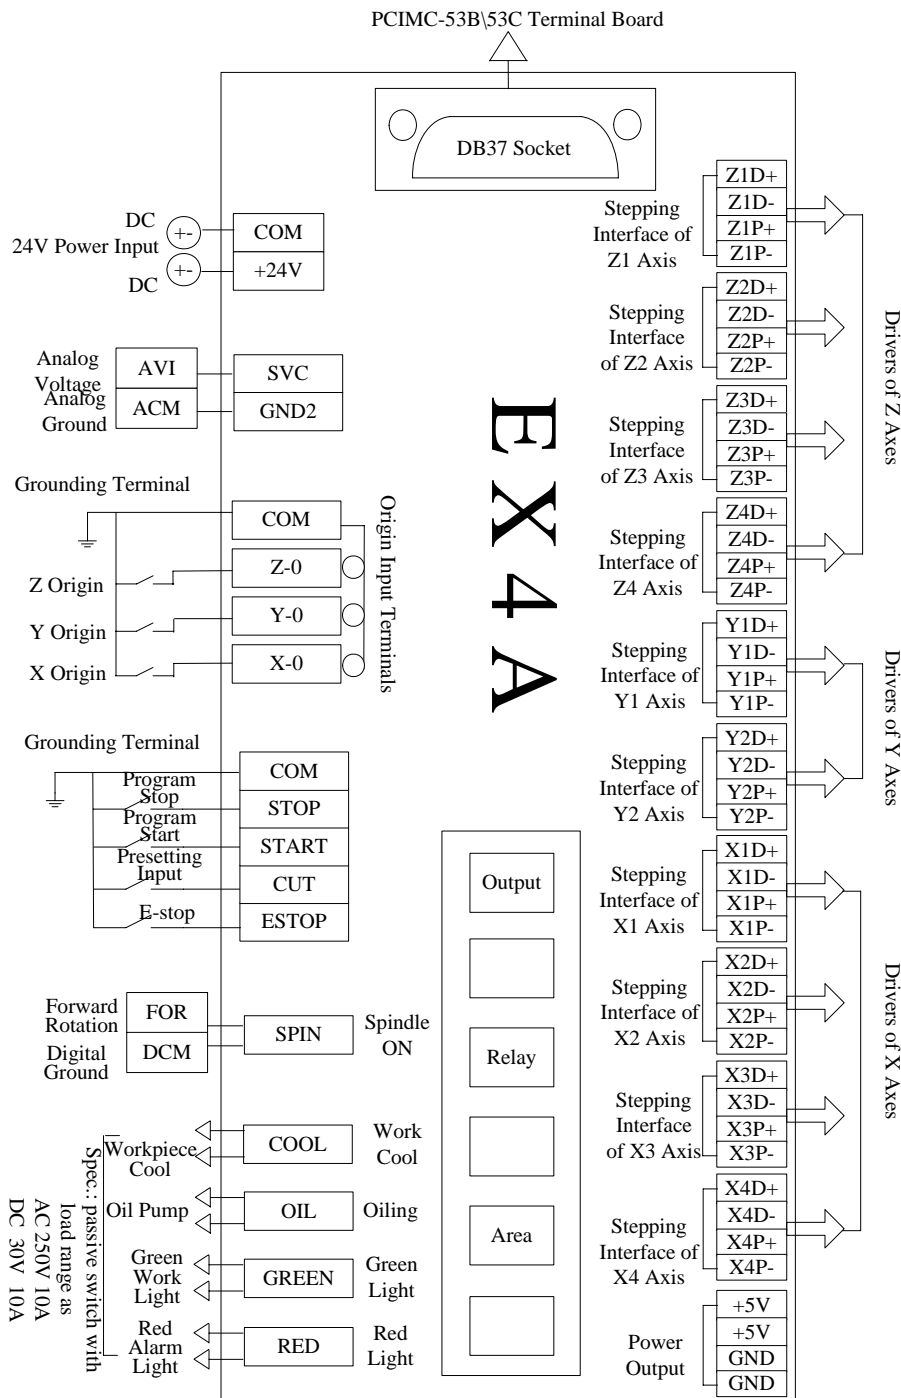 PCIMC-53B\53C Terminal Board
DB37 Socket
DC
24V Power Input
DC
+-
+-
COM
+24V
Analog
Voltage
Analog
Ground
AVI
ACM
SVC
GND2
Grounding Terminal
COM
Z Origin
Z-0
Y Origin
Y-0
X Origin
X-0
Origin Input Terminals
Grounding Terminal
COM
Program
Stop
STOP
Program
Start
START
Presetting
Input
CUT
E-stop
ESTOP
Forward
Rotation
Digital
Ground
FOR
DCM
SPIN
Spindle
ON
Workpiece
Cool
COOL
Work
Cool
Oil Pump
OIL
Oiling
Green
Work
Light
GREEN
Green
Light
Red
Alarm
Light
RED
Red
Light
Spec.: passive switch with
load range as
AC 250V 10A
DC 30V 10A
EX4A
Output
Relay
Area
Stepping
Interface of
Z1 Axis
Z1D+
Z1D-
Z1P+
Z1P-
Stepping
Interface
of Z2 Axis
Z2D+
Z2D-
Z2P+
Z2P-
Stepping
Interface
of Z3 Axis
Z3D+
Z3D-
Z3P+
Z3P-
Stepping
Interface of
Z4 Axis
Z4D+
Z4D-
Z4P+
Z4P-
Drivers of Z Axes
Stepping
Interface of
Y1 Axis
Y1D+
Y1D-
Y1P+
Y1P-
Stepping
Interface of
Y2 Axis
Y2D+
Y2D-
Y2P+
Y2P-
Drivers of Y Axes
Stepping
Interface of
X1 Axis
X1D+
X1D-
X1P+
X1P-
Stepping
Interface of
X2 Axis
X2D+
X2D-
X2P+
X2P-
Stepping
Interface
of X3 Axis
X3D+
X3D-
X3P+
X3P-
Stepping
Interface of
X4 Axis
X4D+
X4D-
X4P+
X4P-
Drivers of X Axes
Power
Output
+5V
+5V
GND
GND